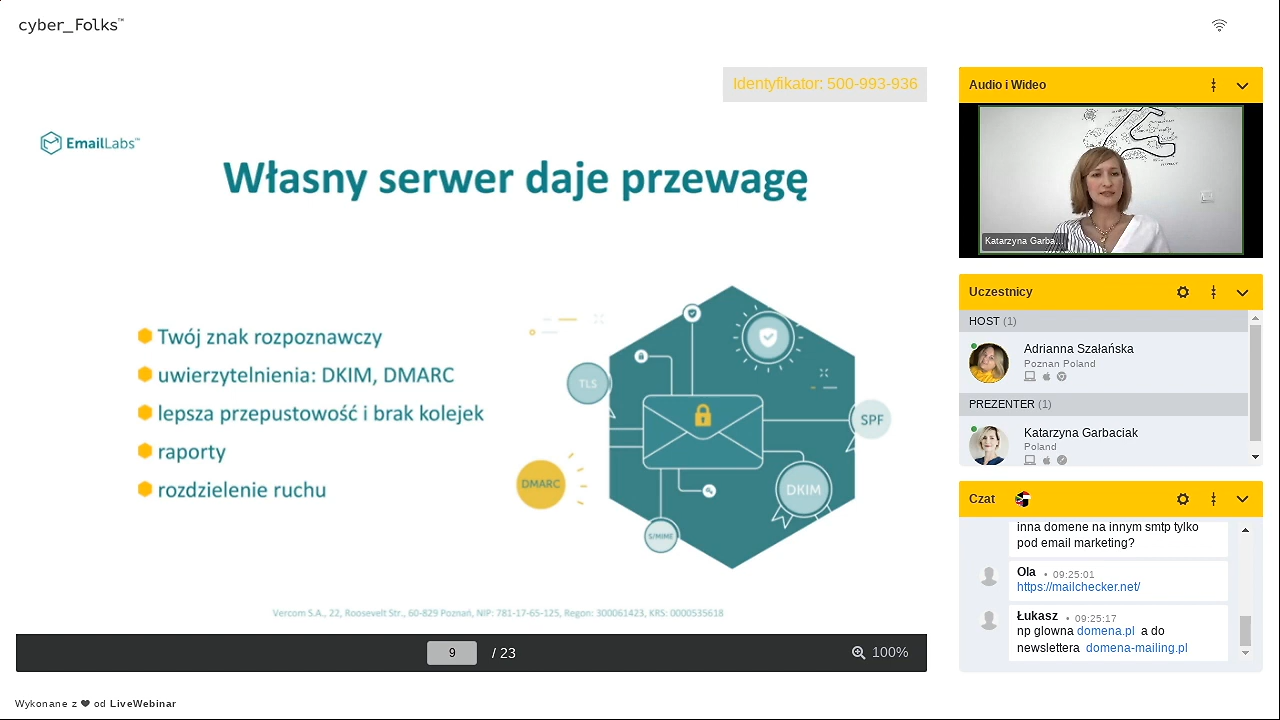 cyber_Folks™
Identyfikator: 500-993-936
EmailLabs™
Własny serwer daje przewagę
Twój znak rozpoznawczy
uwierzytelnienia: DKIM, DMARC
lepsza przepustowość i brak kolejek
raporty
rozdzielenie ruchu
TLS
SPF
DMARC
DKIM
S/MIME
Vercom S.A., 22, Roosevelt Str., 60-829 Poznań, NIP: 781-17-65-125, Regon: 300061423, KRS: 0000535618
9 / 23
100%
Wykonane z ❤ od LiveWebinar
Audio i Wideo
Katarzyna Garba...
Uczestnicy
HOST (1)
Adrianna Szałańska
Poznan Poland
PREZENTER (1)
Katarzyna Garbaciak
Poland
Czat
inna domenę na innym smtp tylko
pod email marketing?
Ola • 09:25:01
https://mailchecker.net/
Łukasz • 09:25:17
np glowna domena.pl a do
newslettera domena-mailing.pl